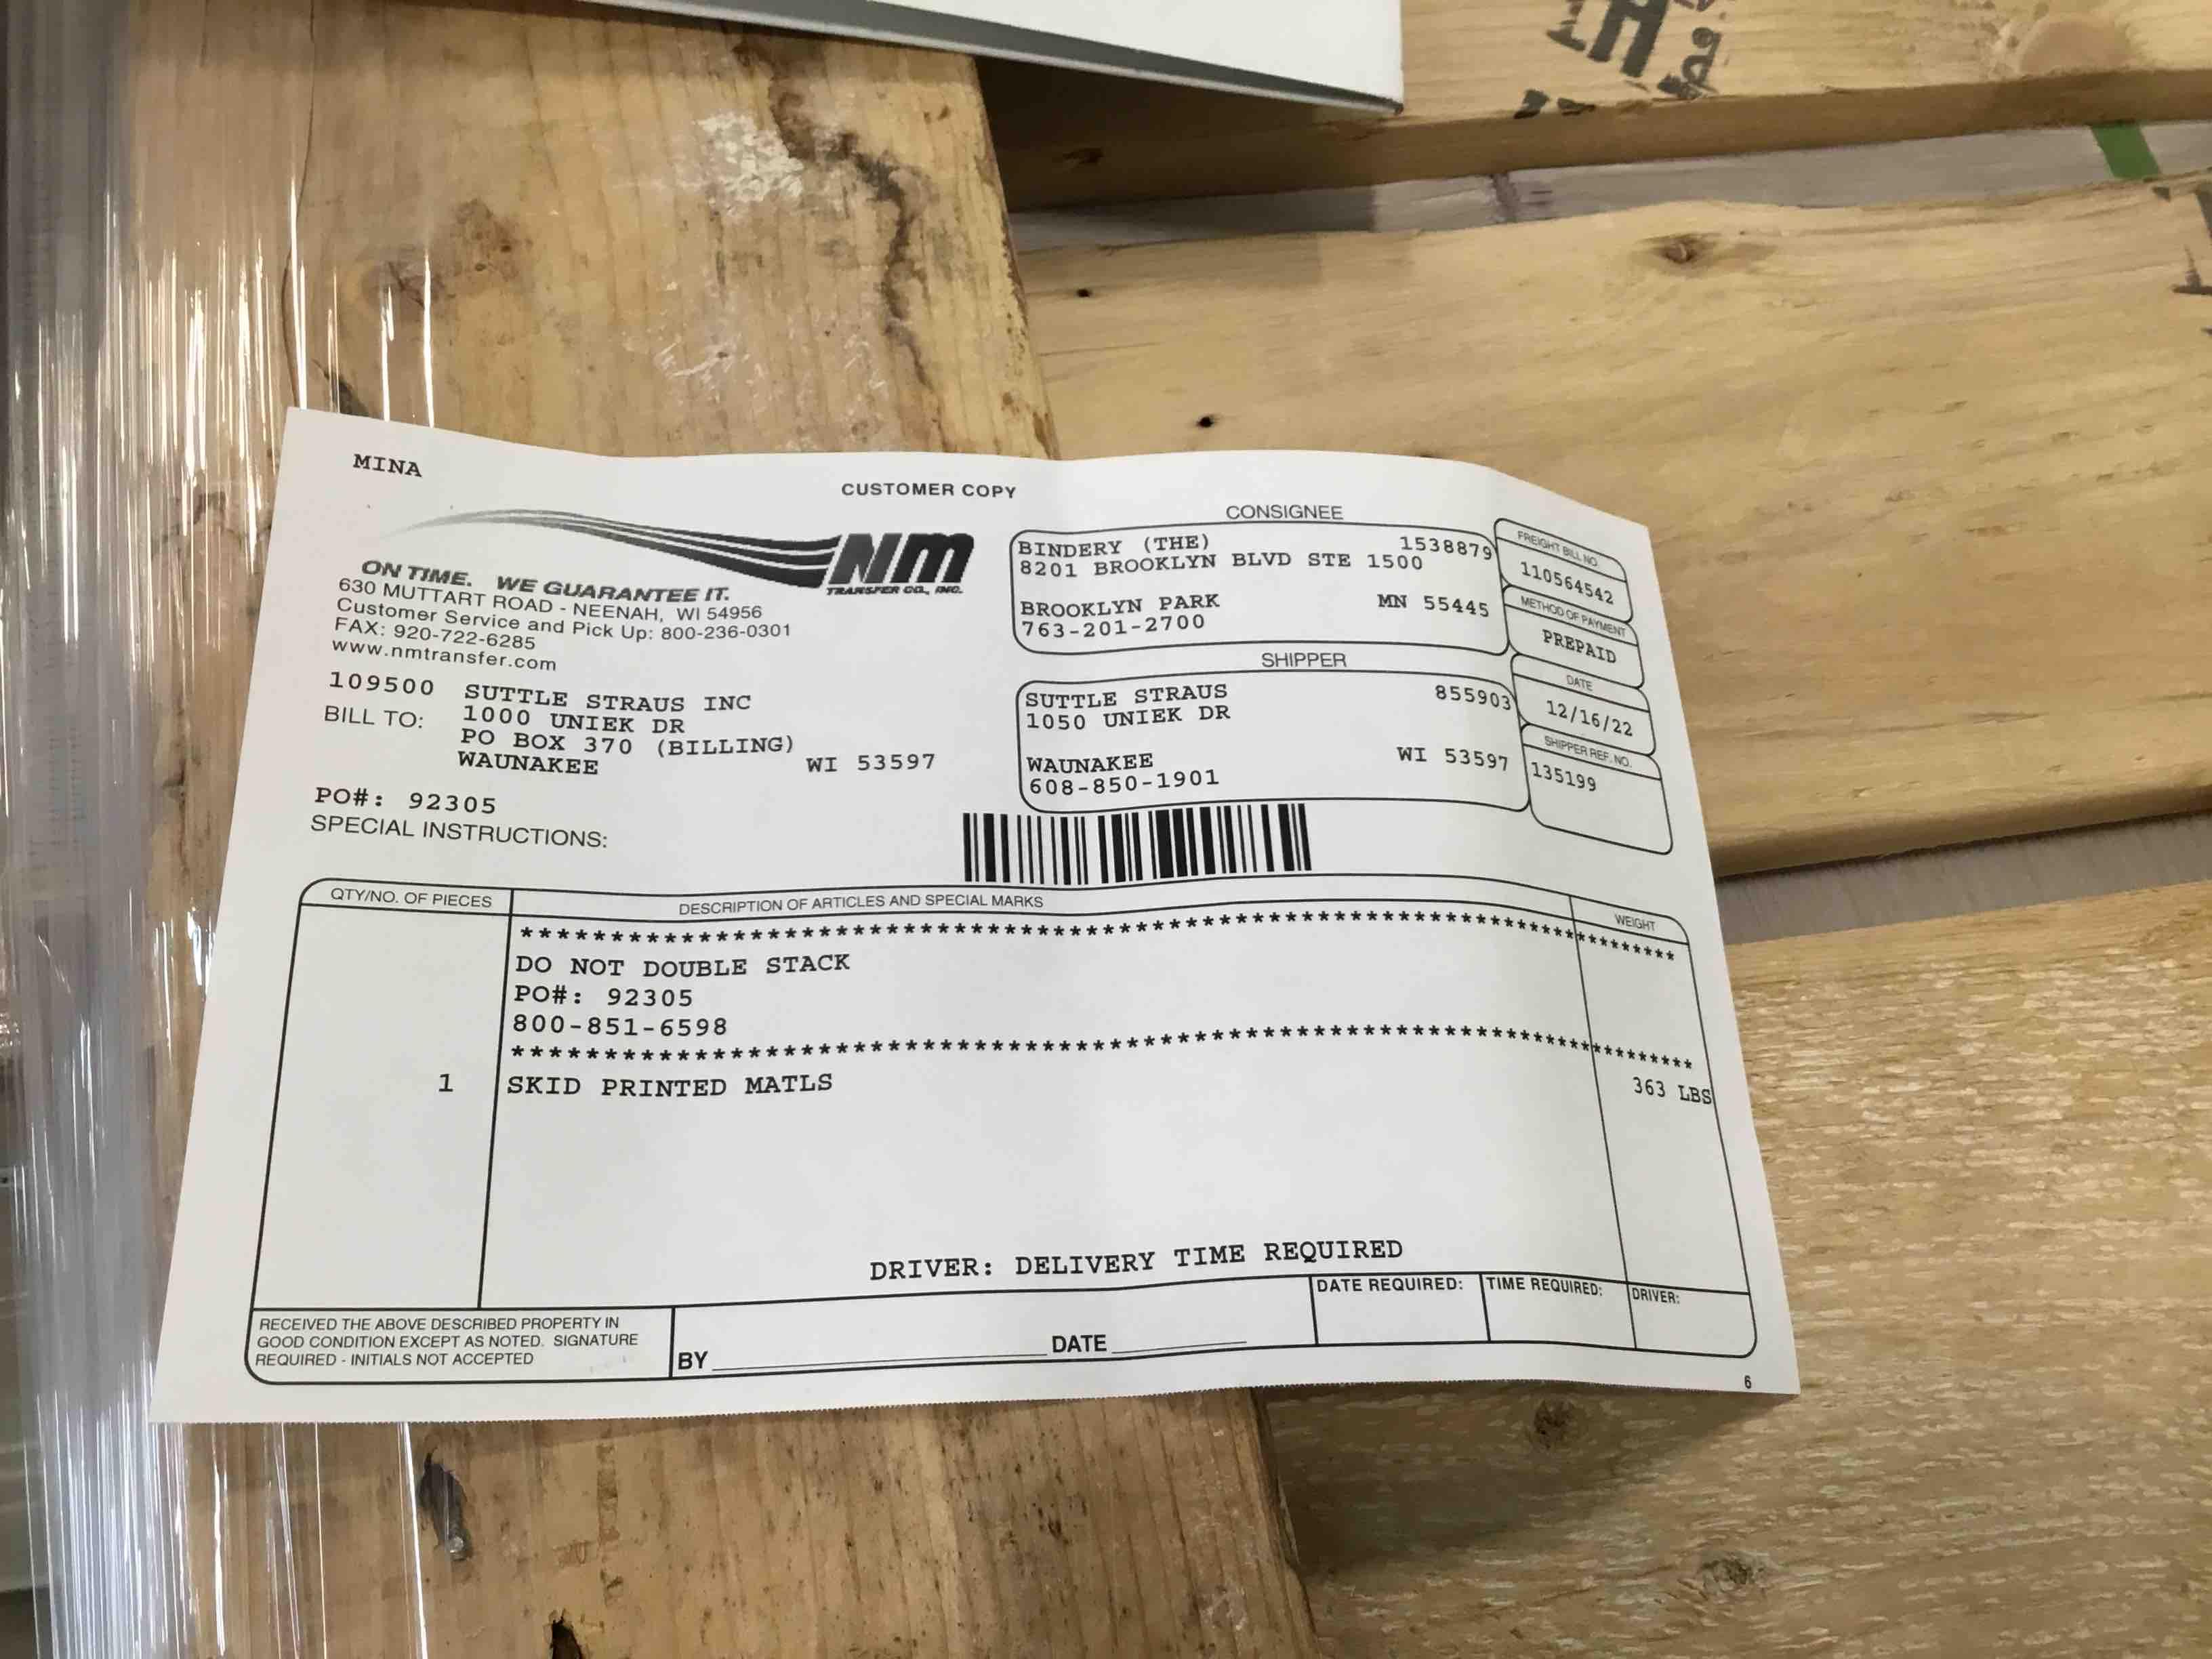 MINA
CUSTOMER COPY
NM
TRANSFER CO., INC.
ON TIME. WE GUARANTEE IT.
630 MUTTART ROAD - NEENAH, WI 54956
Customer Service and Pick Up: 800-236-0301
FAX: 920-722-6285
www.nmtransfer.com
109500 SUTTLE STRAUS INC
BILL TO: 1000 UNIEK DR
PO BOX 370 (BILLING)
WAUNAKEE WI 53597
PO#: 92305
SPECIAL INSTRUCTIONS:
CONSIGNEE
BINDERY (THE) 1538879
8201 BROOKLYN BLVD STE 1500
BROOKLYN PARK MN 55445
763-201-2700
SHIPPER
SUTTLE STRAUS 855903
1050 UNIEK DR
WAUNAKEE WI 53597
608-850-1901
FREIGHT BILL NO.
110564542
METHOD OF PAYMENT
PREPAID
DATE
12/16/22
SHIPPER REF. NO.
135199
QTY/NO. OF PIECES DESCRIPTION OF ARTICLES AND SPECIAL MARKS WEIGHT
****************************************************************
DO NOT DOUBLE STACK
PO#: 92305
800-851-6598
****************************************************************
1 SKID PRINTED MATLS 363 LBS
DRIVER: DELIVERY TIME REQUIRED
RECEIVED THE ABOVE DESCRIBED PROPERTY IN
GOOD CONDITION EXCEPT AS NOTED. SIGNATURE
REQUIRED - INITIALS NOT ACCEPTED
BY DATE
DATE REQUIRED: TIME REQUIRED: DRIVER:
6